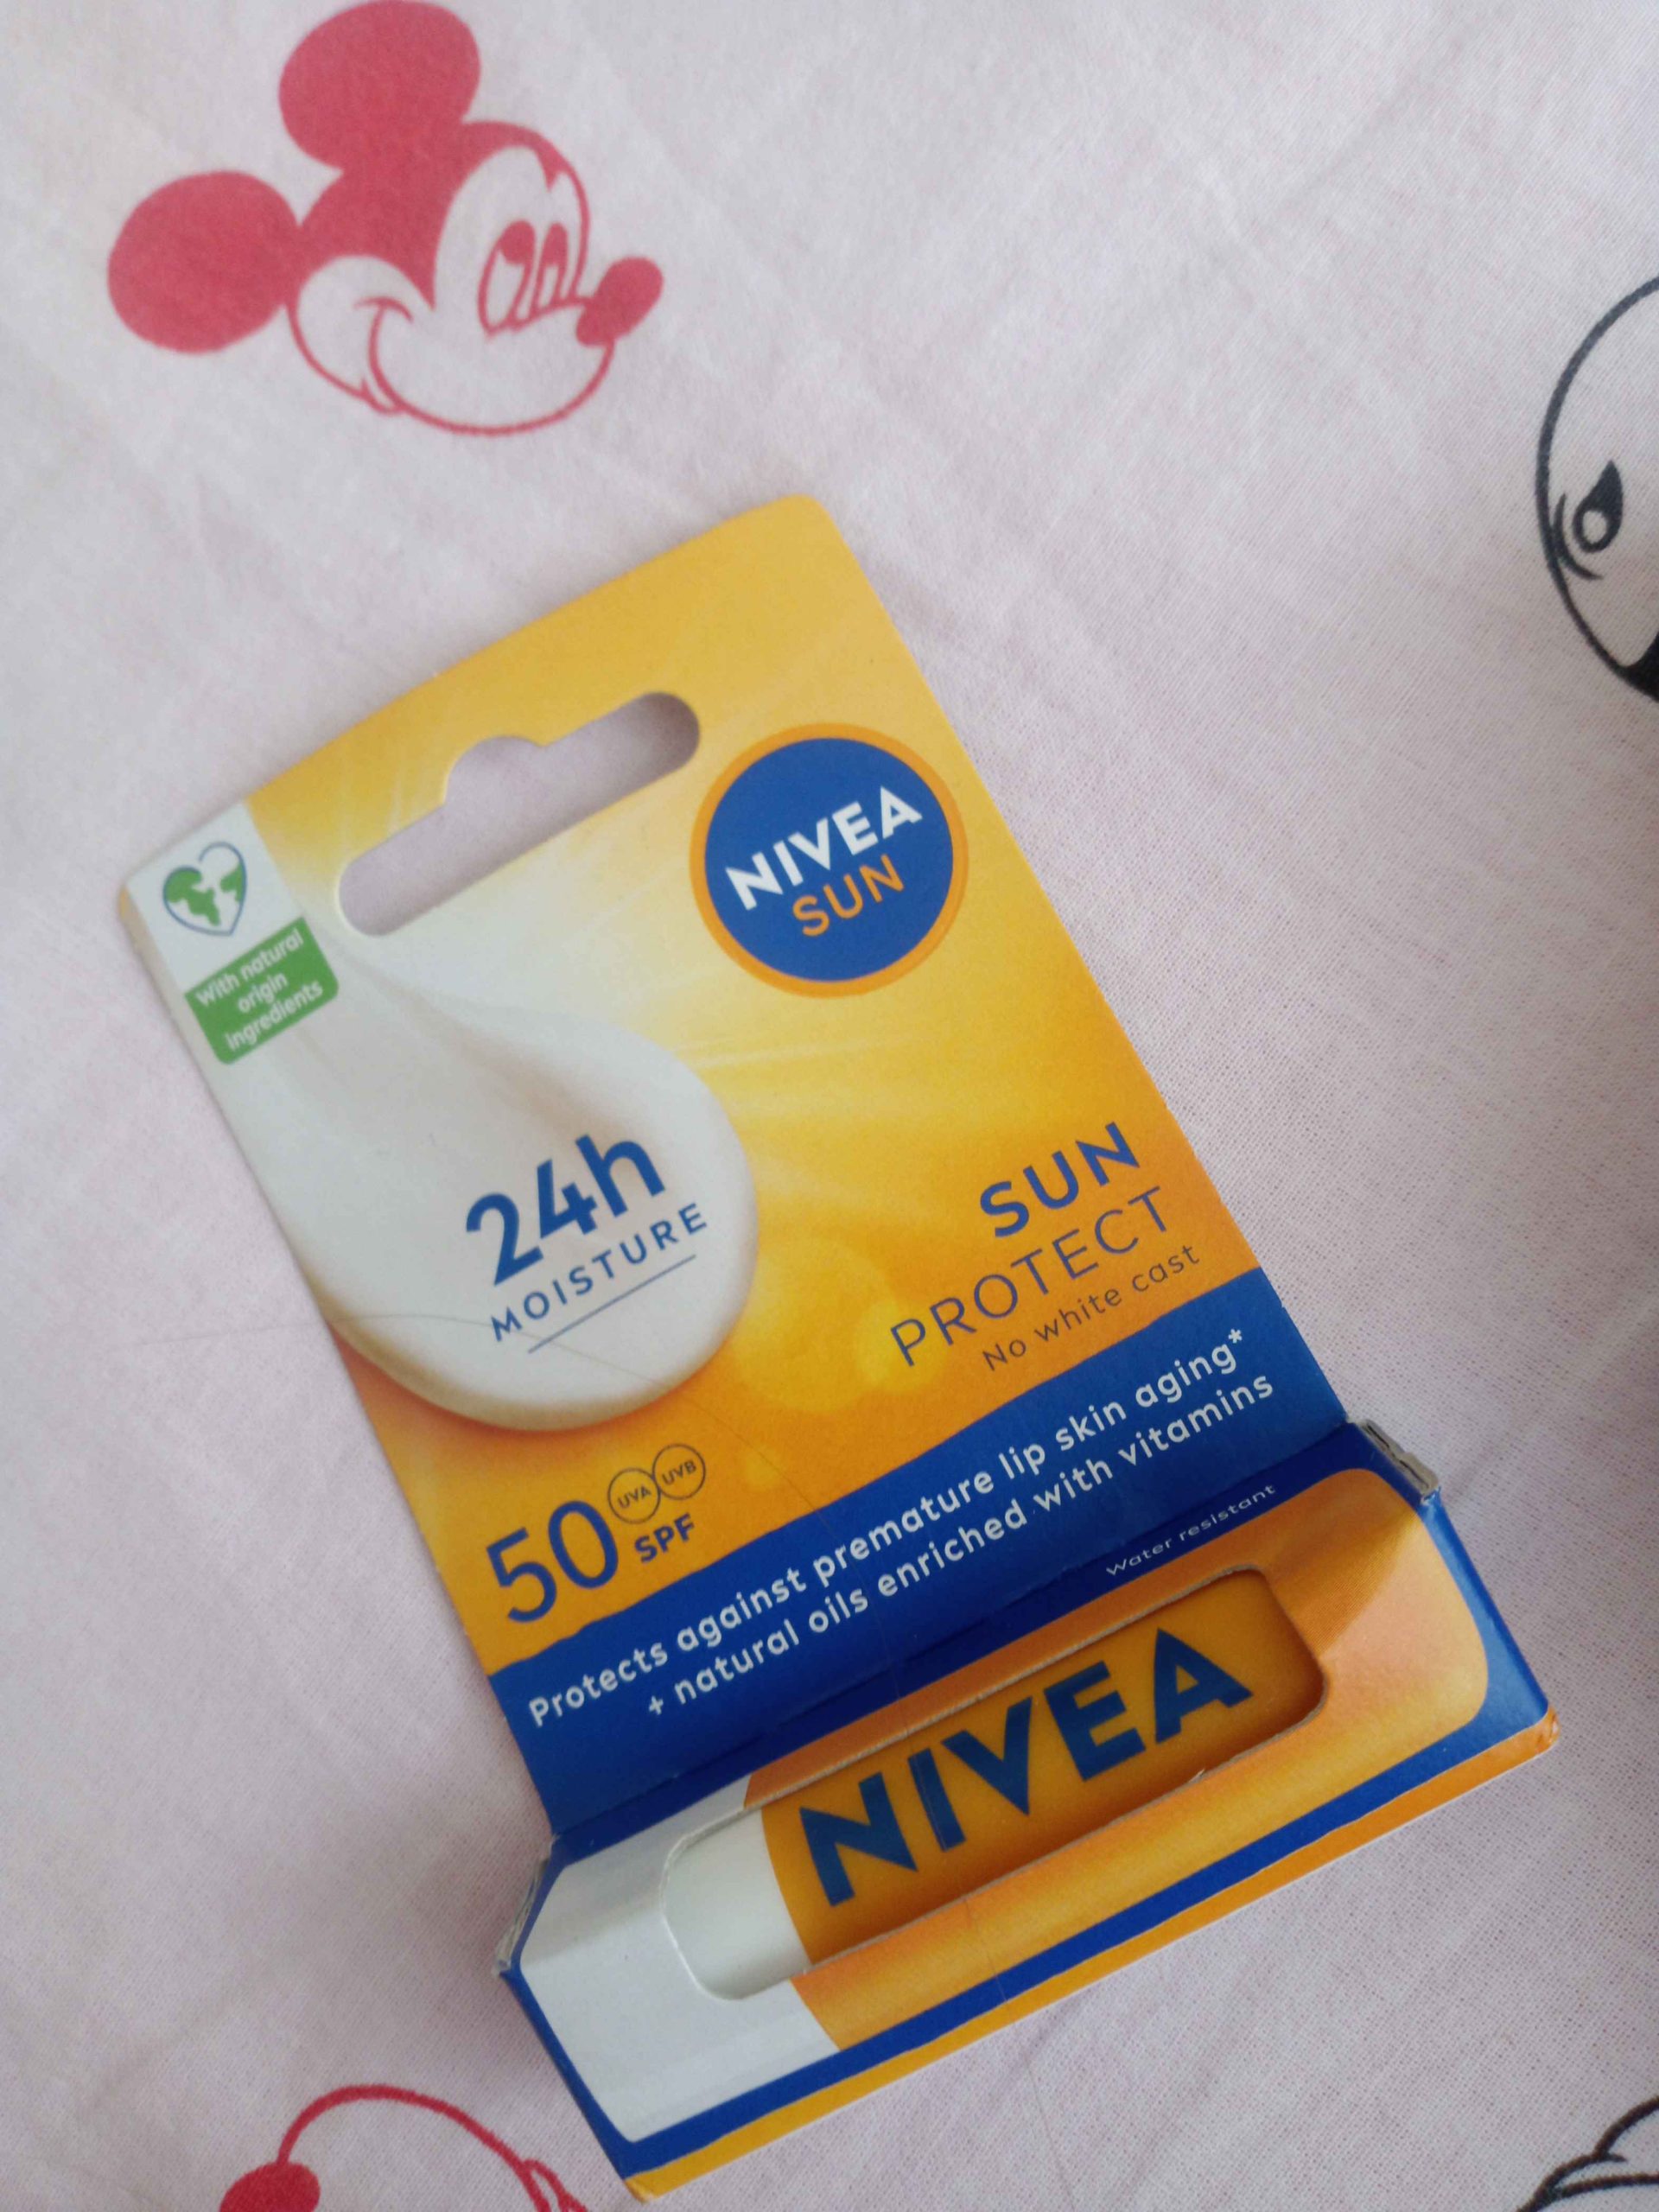 NIVEA
SUN
With natural
origin
ingredients
24h
MOISTURE
SUN
PROTECT
No white cast
50
UVA UVB
SPF
Protects against premature lip skin aging*
+ natural oils enriched with vitamins
Water resistant
NIVEA